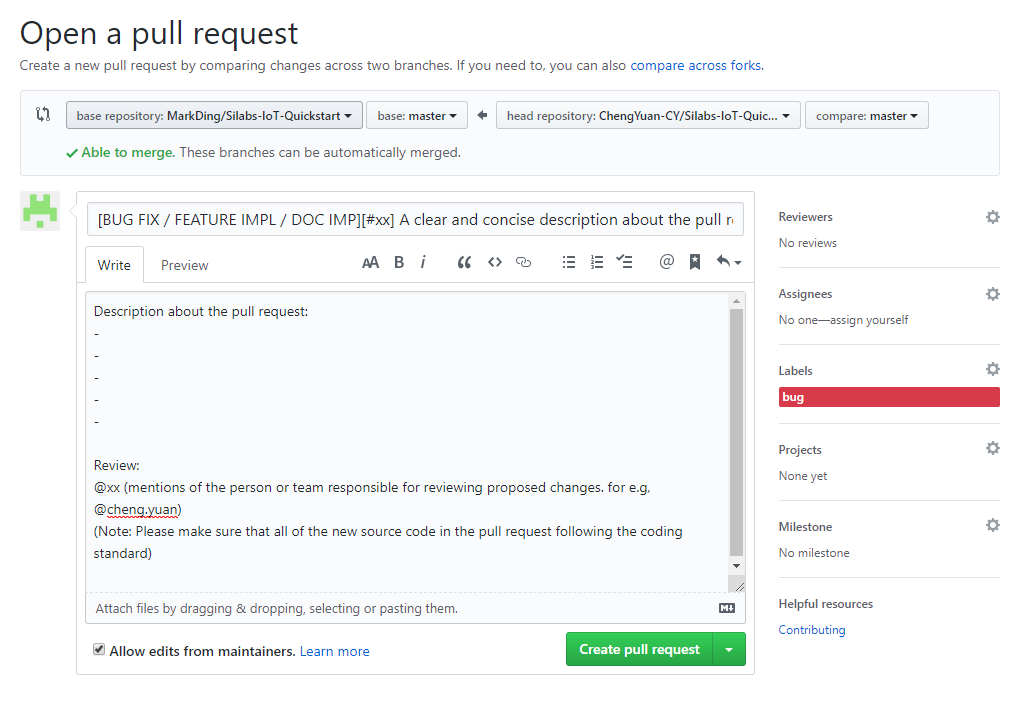 Open a pull request
Create a new pull request by comparing changes across two branches. If you need to, you can also compare across forks.
base repository: MarkDing/Silabs-IoT-Quickstart base: master head repository: ChengYuan-CY/Silabs-IoT-Quic... compare: master
Able to merge. These branches can be automatically merged.
[BUG FIX / FEATURE IMPL / DOC IMP][#xx] A clear and concise description about the pull r
Write Preview AA B i @
Description about the pull request:
-
-
-
-
-
Review:
@xx (mentions of the person or team responsible for reviewing proposed changes. for e.g,
@cheng.yuan)
(Note: Please make sure that all of the new source code in the pull request following the coding
standard)
Attach files by dragging & dropping, selecting or pasting them.
Allow edits from maintainers. Learn more
Create pull request
Reviewers
No reviews
Assignees
No one—assign yourself
Labels
bug
Projects
None yet
Milestone
No milestone
Helpful resources
Contributing